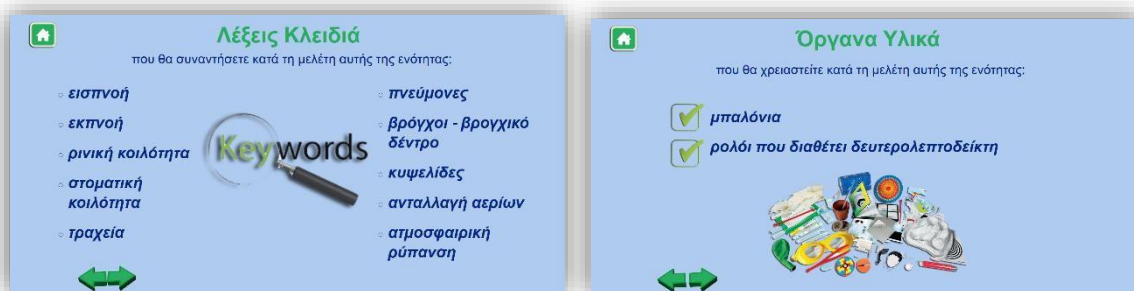 Λέξεις Κλειδιά
που θα συναντήσετε κατά τη μελέτη αυτής της ενότητας:
εισπνοή
εκπνοή
ρινική κοιλότητα
στοματική
κοιλότητα
τραχεία
Keywords
πνεύμονες
βρόγχοι - βρογχικό
δέντρο
κυψελίδες
ανταλλαγή αερίων
ατμοσφαιρική
ρύπανση
Όργανα Υλικά
που θα χρειαστείτε κατά τη μελέτη αυτής της ενότητας:
μπαλόνια
ρολόι που διαθέτει δευτερολεπτοδείκτη